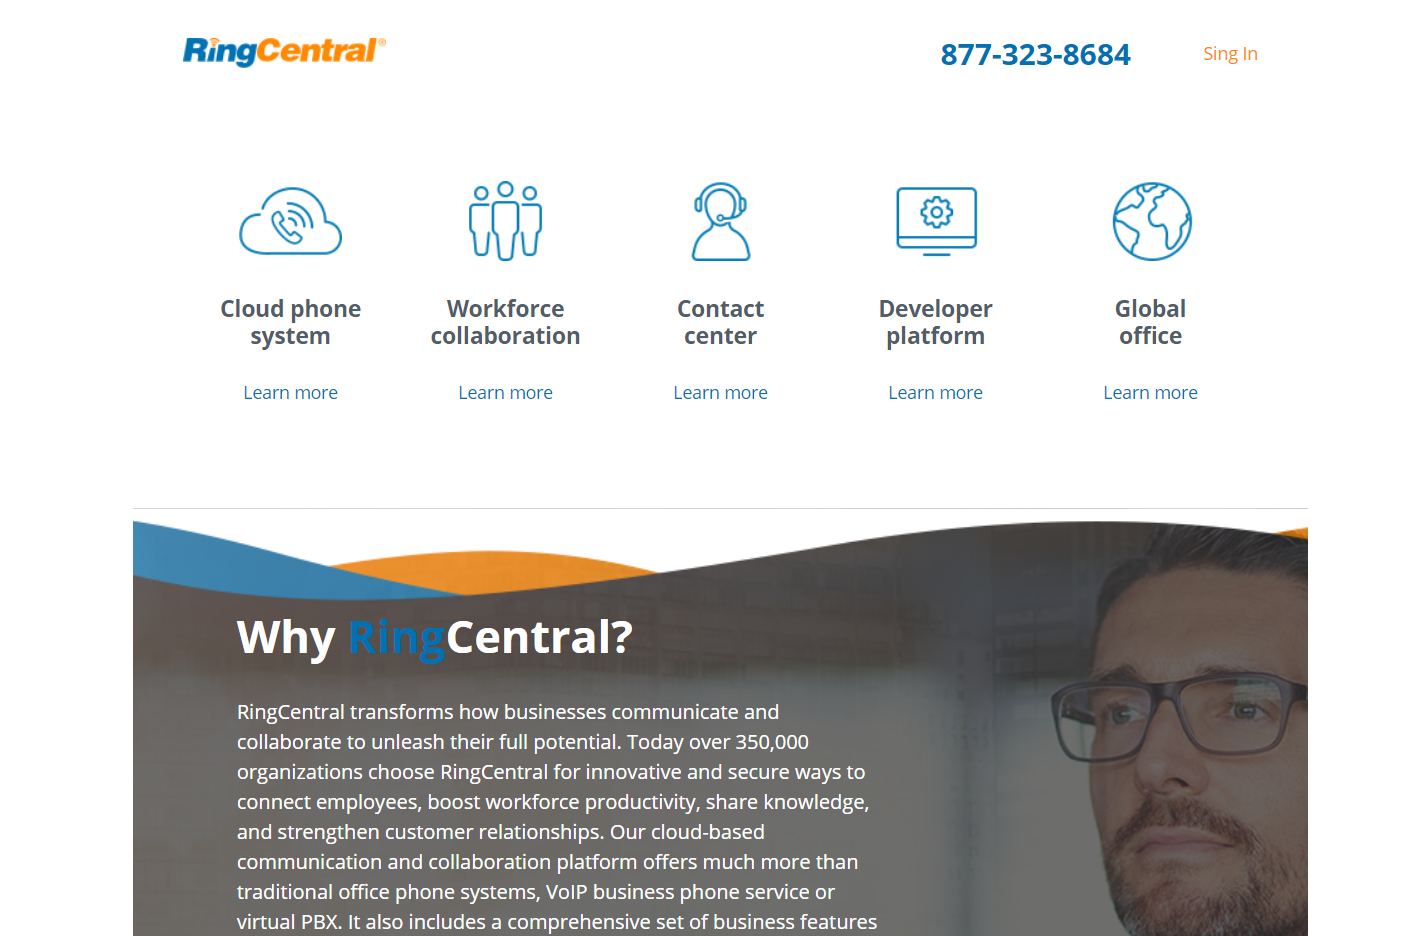 RingCentral®
877-323-8684
Sing In
Cloud phone
system
Learn more
Workforce
collaboration
Learn more
Contact
center
Learn more
Developer
platform
Learn more
Global
office
Learn more
Why RingCentral?
RingCentral transforms how businesses communicate and
collaborate to unleash their full potential. Today over 350,000
organizations choose RingCentral for innovative and secure ways to
connect employees, boost workforce productivity, share knowledge,
and strengthen customer relationships. Our cloud-based
communication and collaboration platform offers much more than
traditional office phone systems, VoIP business phone service or
virtual PBX. It also includes a comprehensive set of business features